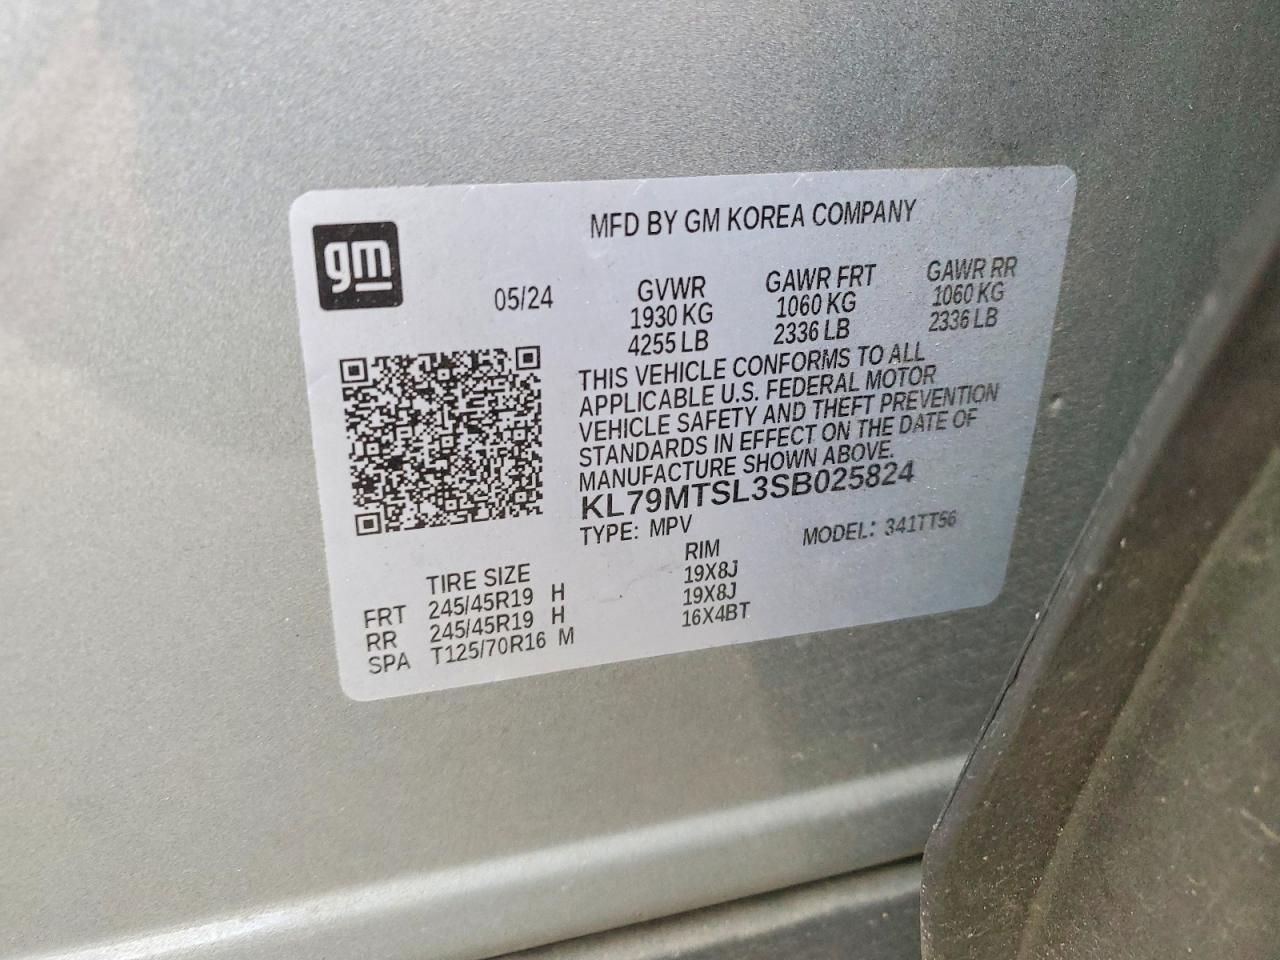 gm
MFD BY GM KOREA COMPANY
05/24
GVWR
1930 KG
4255 LB
GAWR FRT
1060 KG
2336 LB
GAWR RR
1060 KG
2336 LB
THIS VEHICLE CONFORMS TO ALL
APPLICABLE U.S. FEDERAL MOTOR
VEHICLE SAFETY AND THEFT PREVENTION
STANDARDS IN EFFECT ON THE DATE OF
MANUFACTURE SHOWN ABOVE.
KL79MTSL3SB025824
TYPE: MPV MODEL: 341TT56
TIRE SIZE RIM
FRT 245/45R19 H 19X8J
RR 245/45R19 H 19X8J
SPA T125/70R16 M 16X4BT